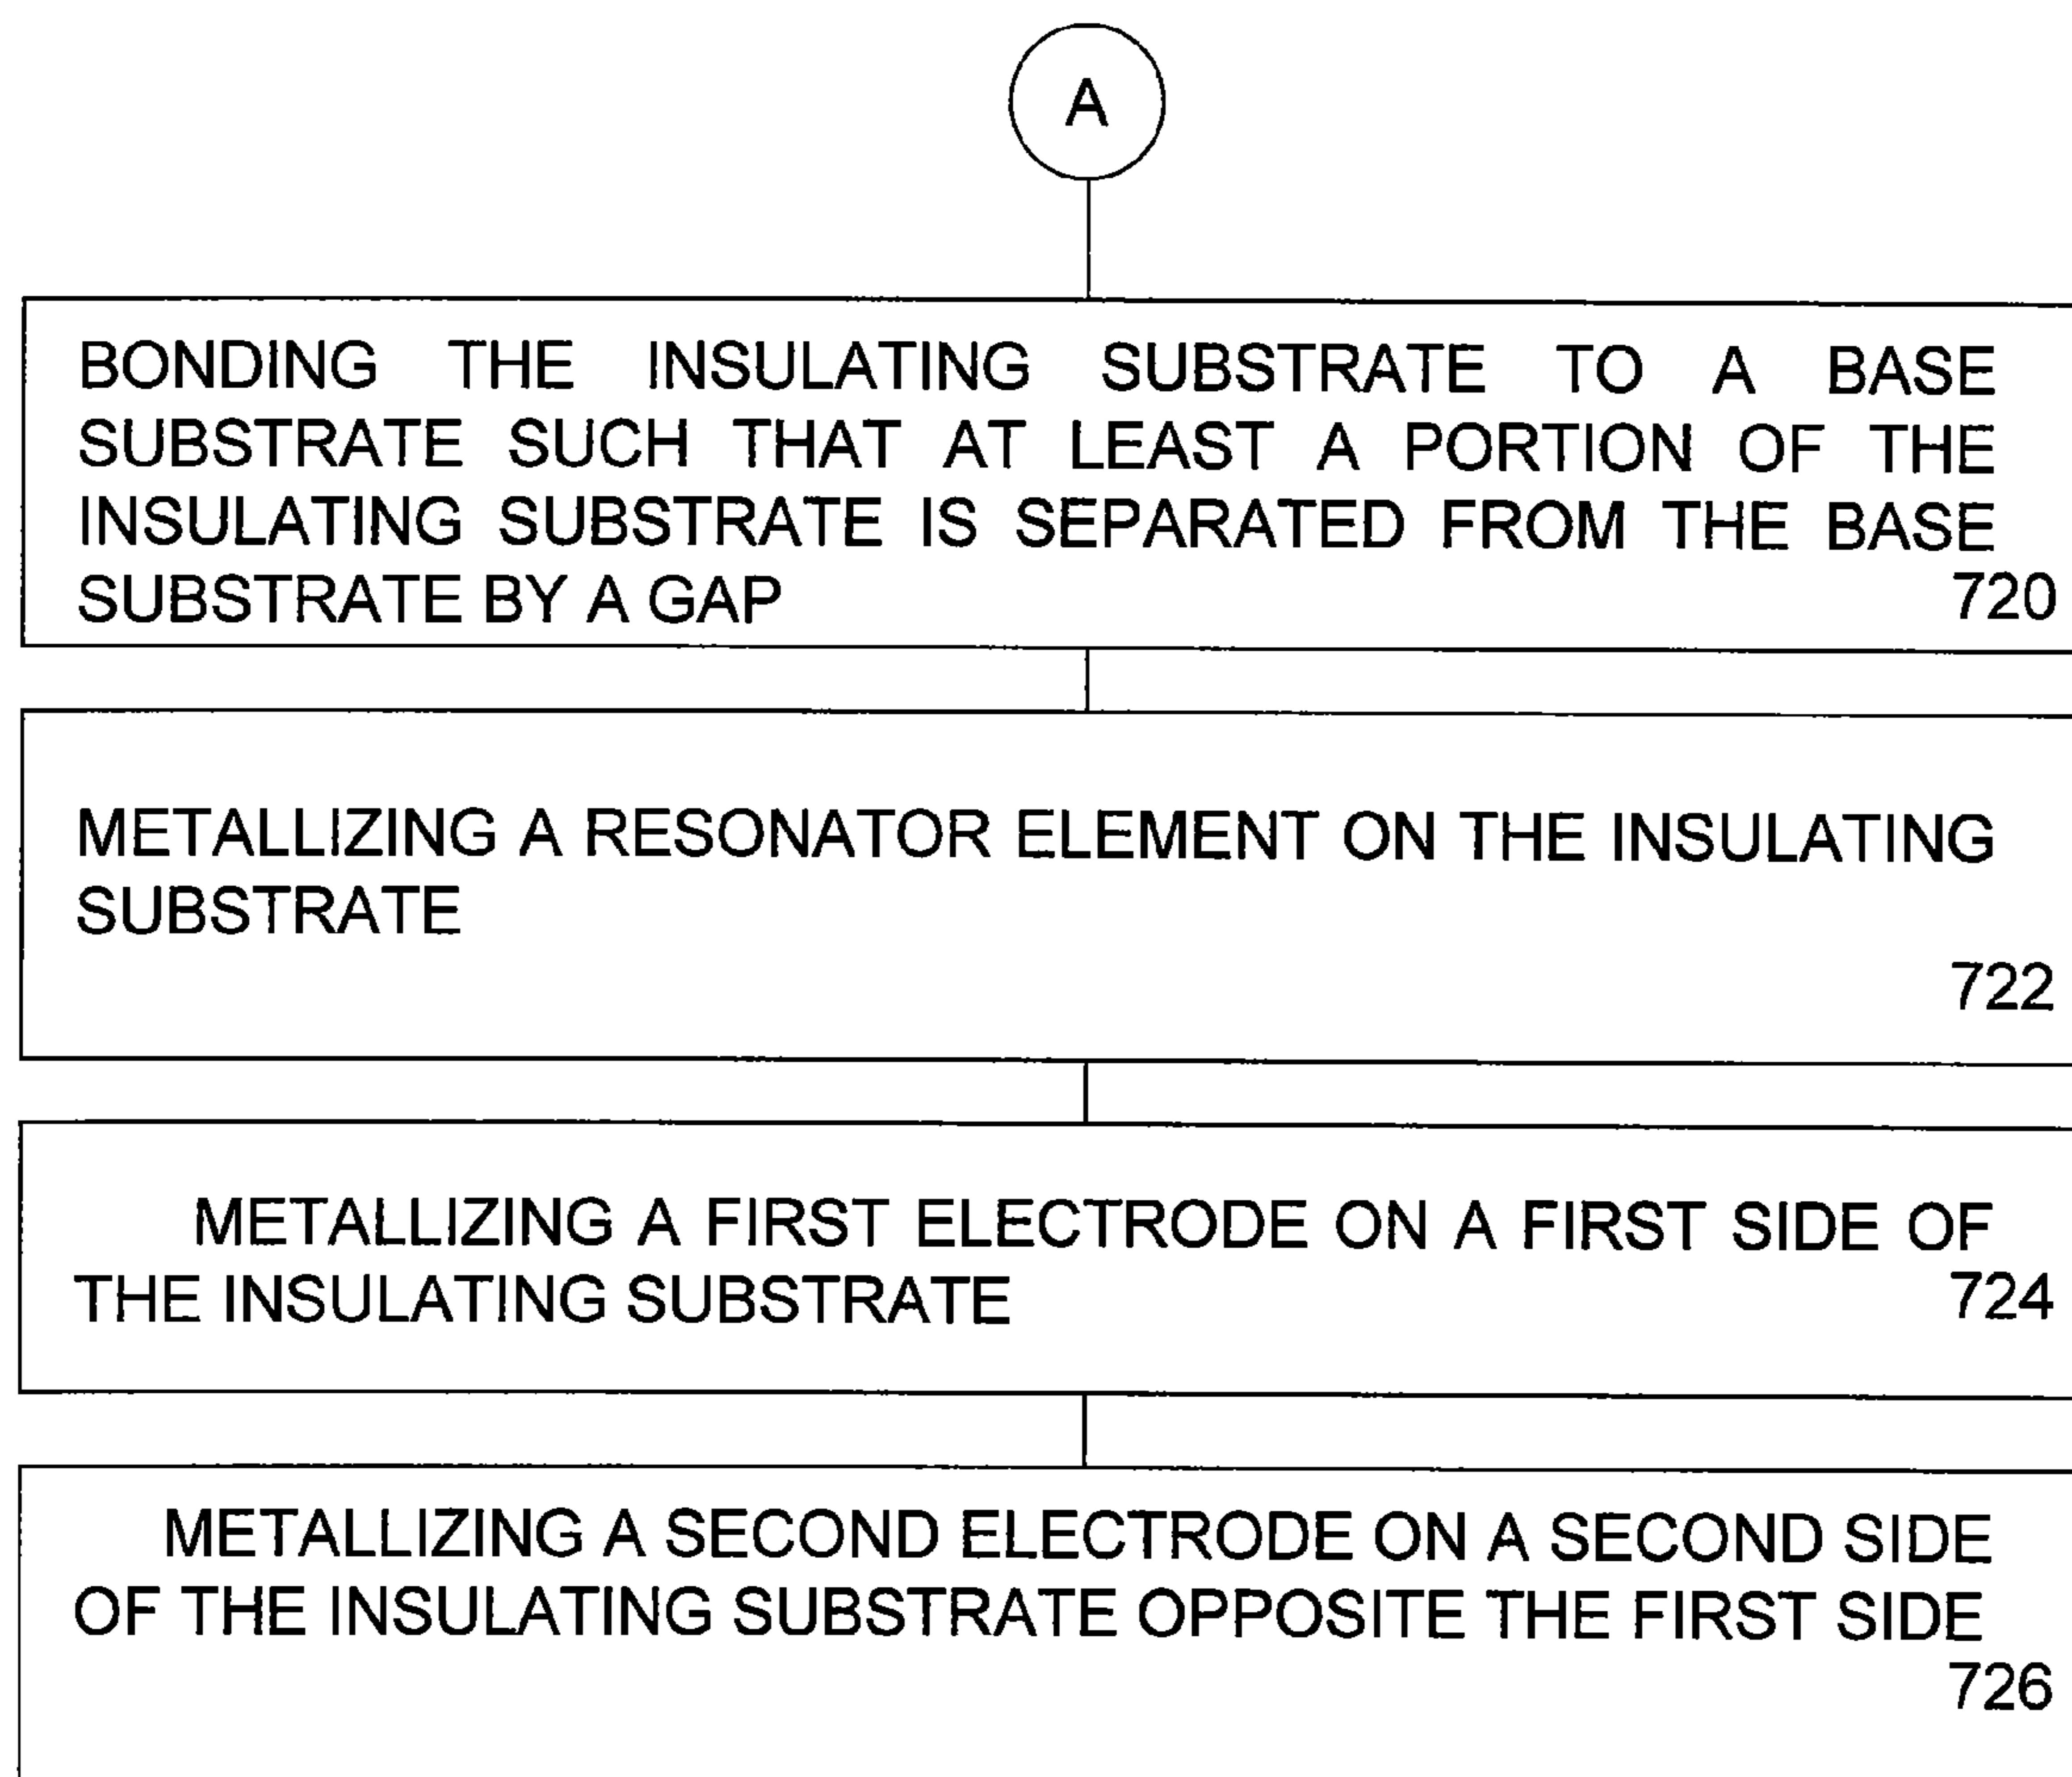 A
BONDING THE INSULATING SUBSTRATE TO A BASE
SUBSTRATE SUCH THAT AT LEAST A PORTION OF THE
INSULATING SUBSTRATE IS SEPARATED FROM THE BASE
SUBSTRATE BY A GAP 720
METALLIZING A RESONATOR ELEMENT ON THE INSULATING
SUBSTRATE
722
METALLIZING A FIRST ELECTRODE ON A FIRST SIDE OF
THE INSULATING SUBSTRATE 724
METALLIZING A SECOND ELECTRODE ON A SECOND SIDE
OF THE INSULATING SUBSTRATE OPPOSITE THE FIRST SIDE
726